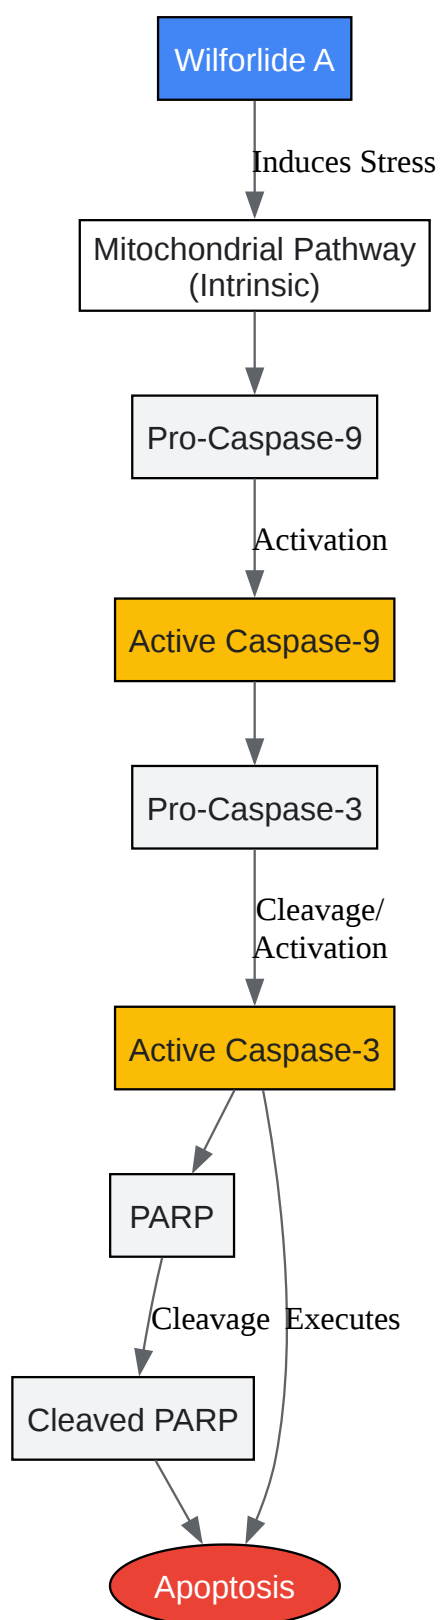 Wilforlide A
Induces Stress
Mitochondrial Pathway
(Intrinsic)
Pro-Caspase-9
Activation
Active Caspase-9
Pro-Caspase-3
Cleavage/
Activation
Active Caspase-3
PARP
Cleavage
Executes
Cleaved PARP
Apoptosis